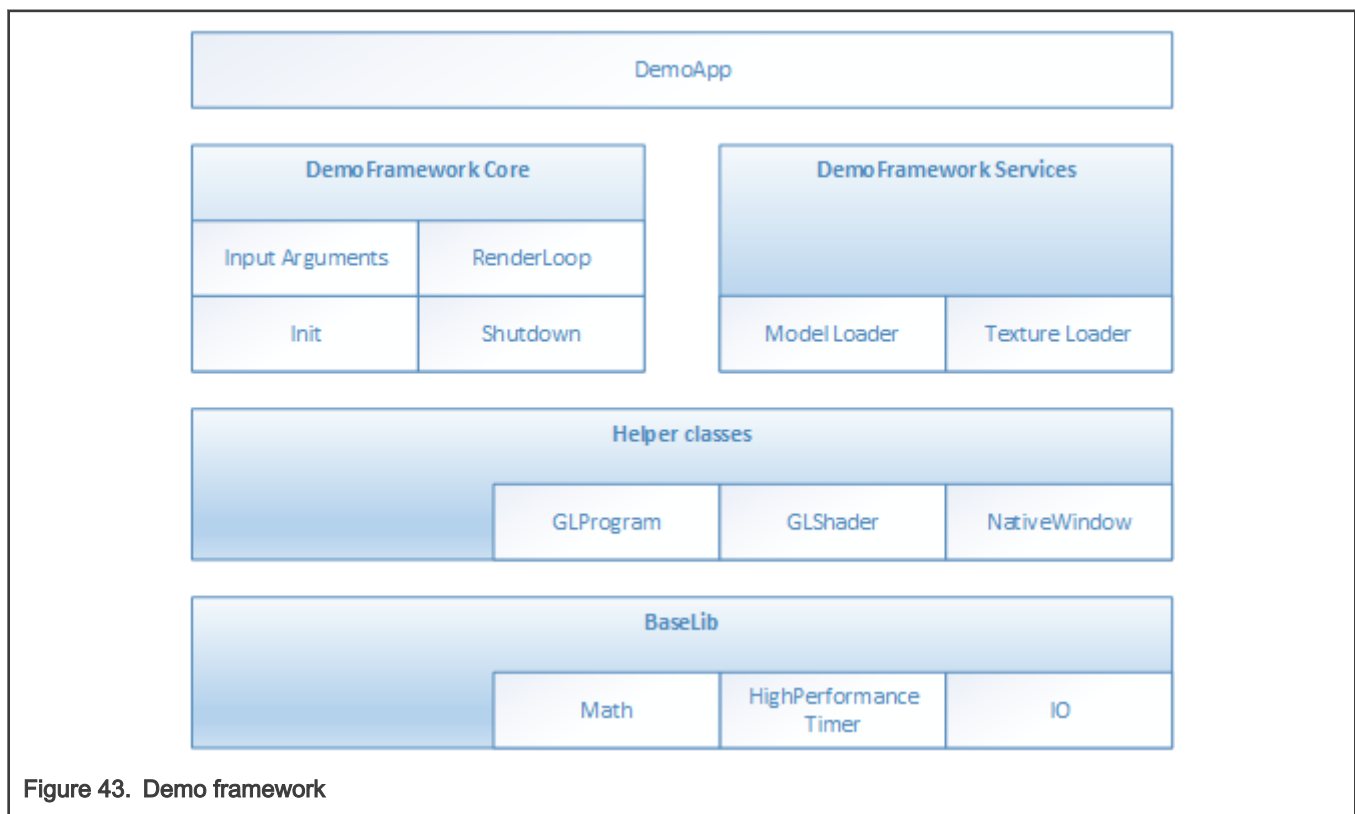 DemoApp
DemoFramework Core
Input Arguments
RenderLoop
Init
Shutdown
DemoFramework Services
Model Loader
Texture Loader
Helper classes
GLProgram
GLShader
NativeWindow
BaseLib
Math
HighPerformance
Timer
IO
Figure 43. Demo framework